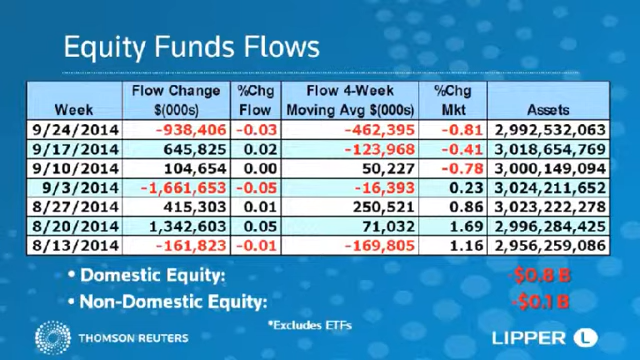 Equity Funds Flows
Week Flow Change $(000s) %Chg Flow Flow 4-Week Moving Avg $(000s) %Chg Mkt Assets
9/24/2014 -938,406 -0.03 -462,395 -0.81 2,992,532,063
9/17/2014 645,825 0.02 -123,968 -0.41 3,018,654,769
9/10/2014 104,654 0.00 50,227 -0.78 3,000,149,094
9/3/2014 -1,661,653 -0.05 -16,393 0.23 3,024,211,652
8/27/2014 415,303 0.01 250,521 0.86 3,023,222,278
8/20/2014 1,342,603 0.05 71,032 1.69 2,996,284,425
8/13/2014 -161,823 -0.01 -169,805 1.16 2,956,259,086
• Domestic Equity: -$0.8 B
• Non-Domestic Equity: -$0.1 B
*Excludes ETFs
THOMSON REUTERS LIPPER L